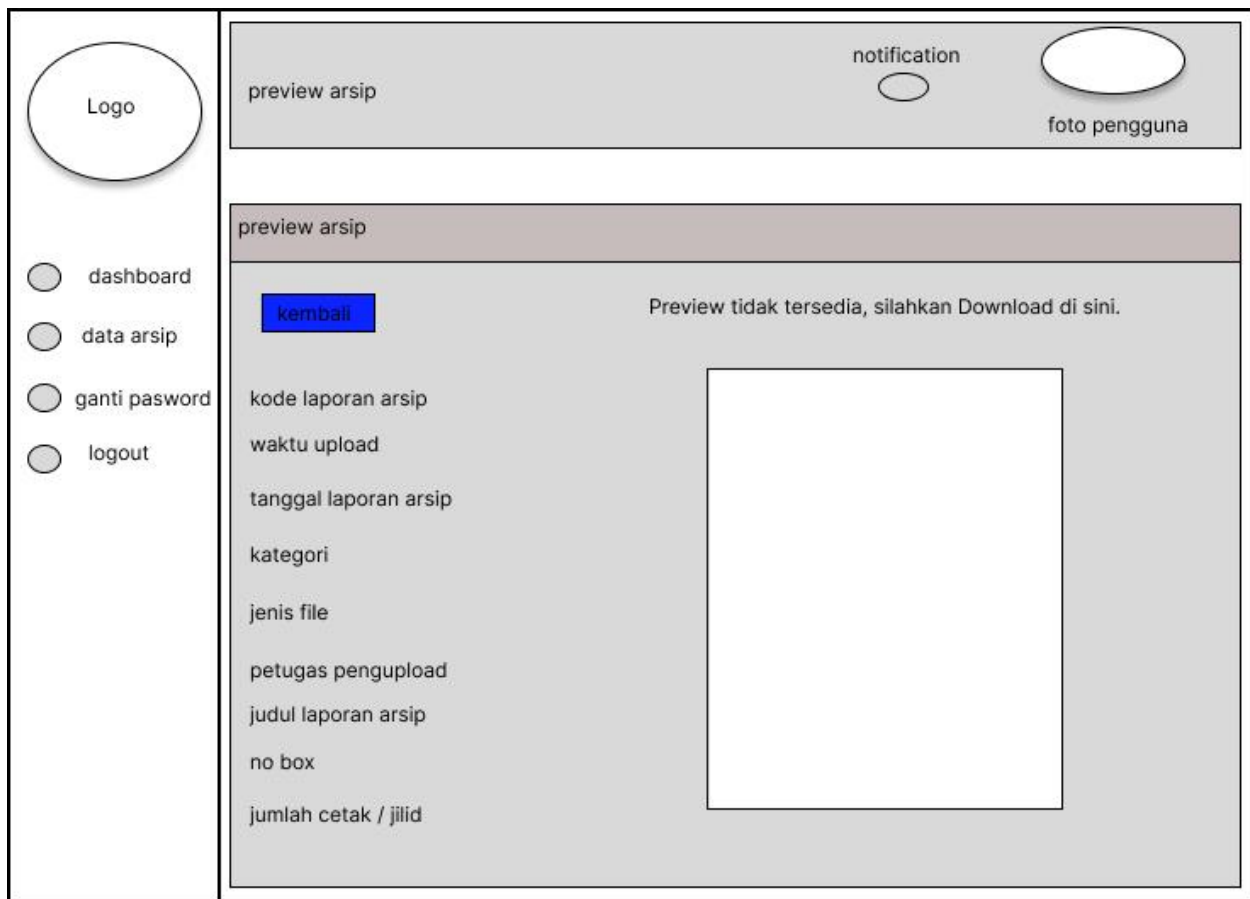 Logo
dashboard
data arsip
ganti pasword
logout
preview arsip
notification
foto pengguna
preview arsip
kembali
Preview tidak tersedia, silahkan Download di sini.
kode laporan arsip
waktu upload
tanggal laporan arsip
kategori
jenis file
petugas pengupload
judul laporan arsip
no box
jumlah cetak / jilid